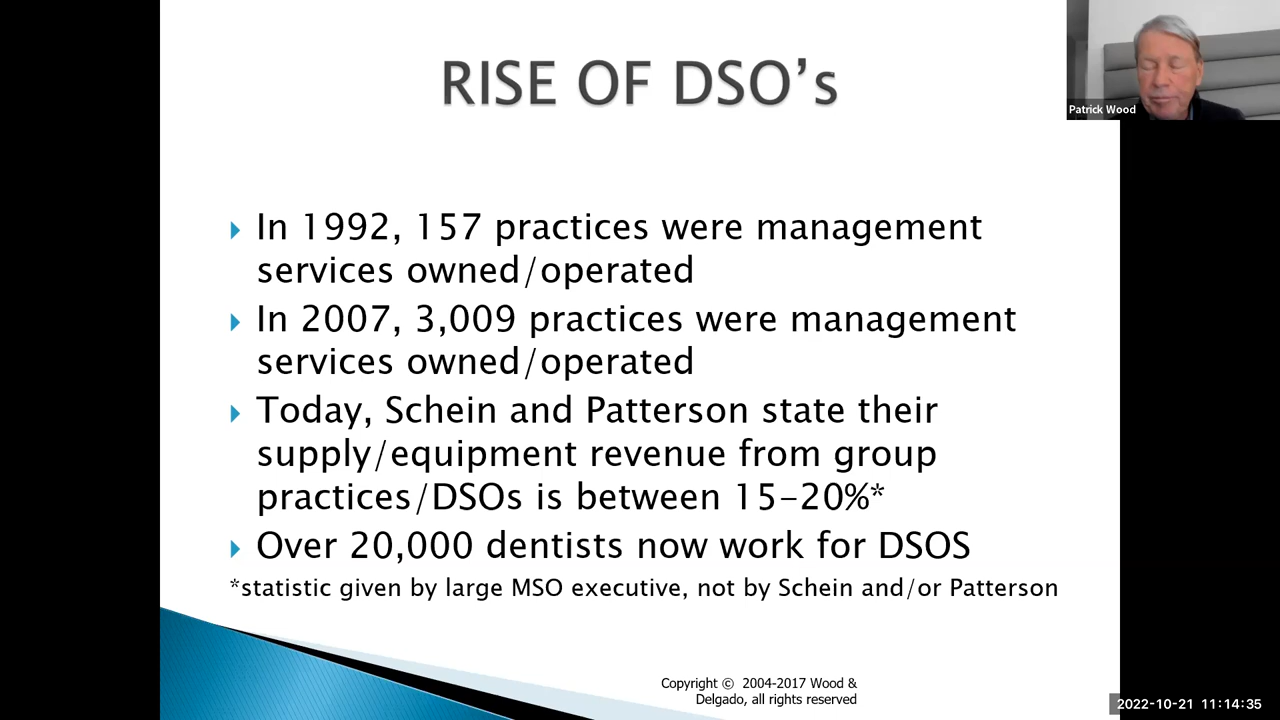 RISE OF DSO’s
Patrick Wood
In 1992, 157 practices were management
services owned/operated
In 2007, 3,009 practices were management
services owned/operated
Today, Schein and Patterson state their
supply/equipment revenue from group
practices/DSOs is between 15-20%*
Over 20,000 dentists now work for DSOS
*statistic given by large MSO executive, not by Schein and/or Patterson
Copyright © 2004-2017 Wood &
Delgado, all rights reserved
2022-10-21 11:14:35